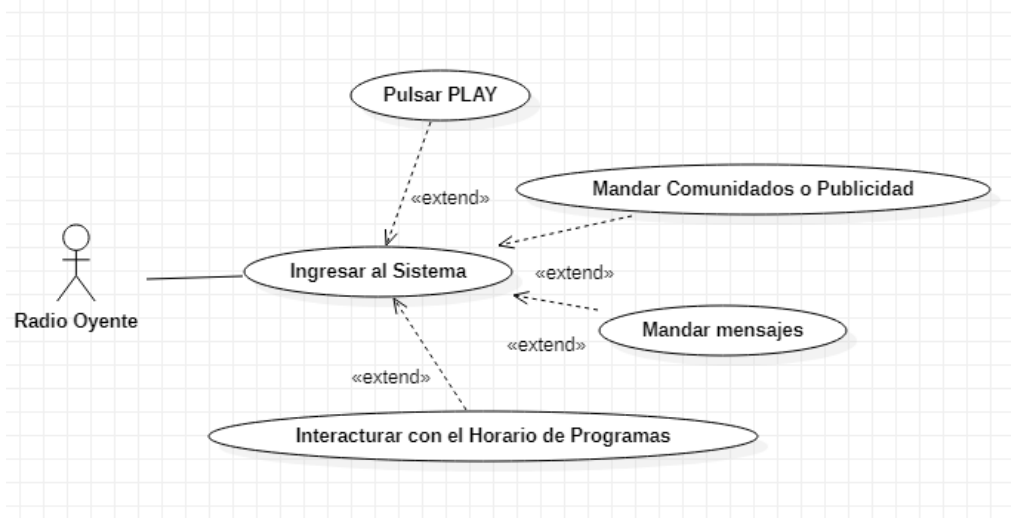 Pulsar PLAY
«extend»
Mandar Comunidados o Publicidad
Ingresar al Sistema
«extend»
Radio Oyente
Mandar mensajes
«extend»
«extend»
Interacturar con el Horario de Programas